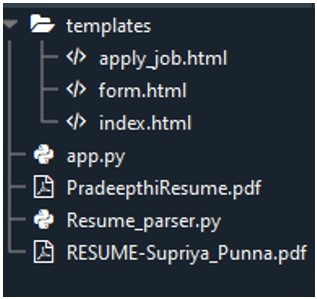 templates
apply_job.html
form.html
index.html
app.py
PradeepthiResume.pdf
Resume_parser.py
RESUME-Supriya_Punna.pdf